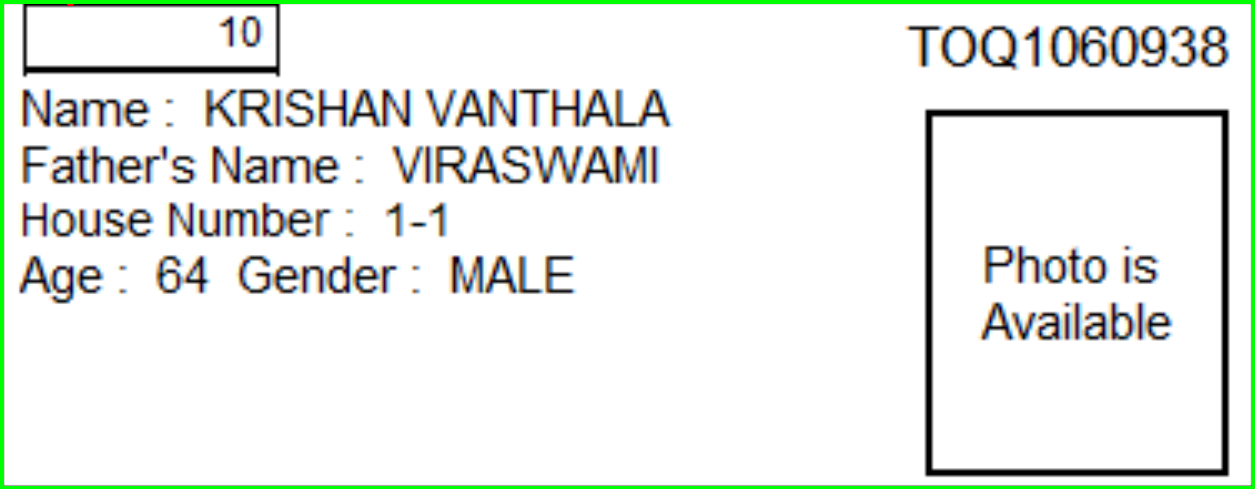 10
TOQ1060938
Name : KRISHAN VANTHALA
Father's Name : VIRASWAMI
House Number : 1-1
Age : 64 Gender : MALE
Photo is
Available